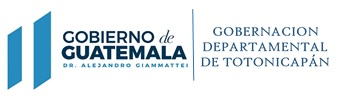 GOBIERNO de
GUATEMALA
DR. ALEJANDRO GIAMMATTEI
GOBERNACION
DEPARTAMENTAL
DE TOTONICAPÁN